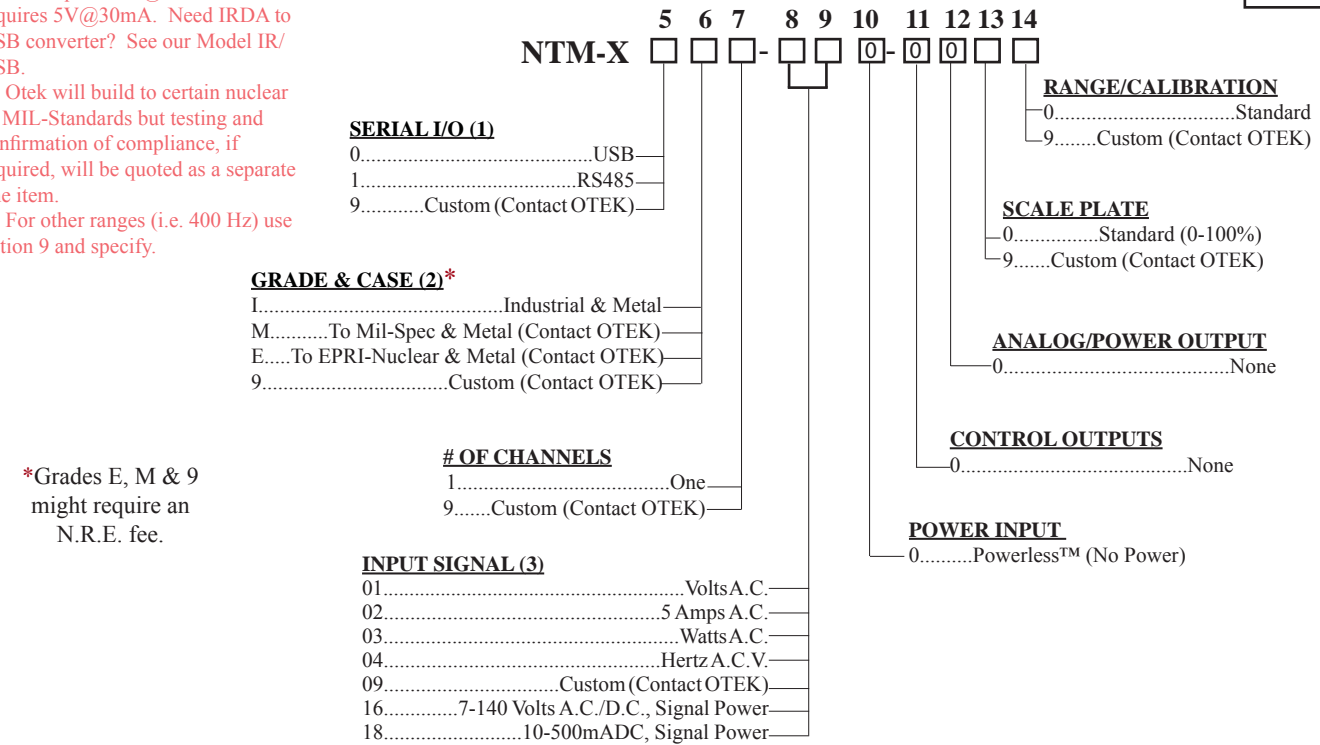 quires 5V@30mA. Need IRDA to
SB converter? See our Model IR/
SB.
Otek will build to certain nuclear
MIL-Standards but testing and
nfirmation of compliance, if
quired, will be quoted as a separate
e item.
For other ranges (i.e. 400 Hz) use
tion 9 and specify.
5 6 7 8 9 10 11 12 13 14
NTM-X - 0 - 0 0
SERIAL I/O (1)
0..........................................USB
1........................................RS485
9............Custom (Contact OTEK)
GRADE & CASE (2)*
I.............................................Industrial & Metal
M..........To Mil-Spec & Metal (Contact OTEK)
E.....To EPRI-Nuclear & Metal (Contact OTEK)
9..................................Custom (Contact OTEK)
*Grades E, M & 9
might require an
N.R.E. fee.
# OF CHANNELS
1.......................................One
9.......Custom (Contact OTEK)
INPUT SIGNAL (3)
01.......................................................Volts A.C.
02...................................................5 Amps A.C.
03......................................................Watts A.C.
04...................................................Hertz A.C.V.
09................................Custom (Contact OTEK)
16..............7-140 Volts A.C./D.C., Signal Power
18.........................10-500mADC, Signal Power
RANGE/CALIBRATION
0..................................Standard
9........Custom (Contact OTEK)
SCALE PLATE
0...............Standard (0-100%)
9.......Custom (Contact OTEK)
ANALOG/POWER OUTPUT
0.........................................None
CONTROL OUTPUTS
0.........................................None
POWER INPUT
0..........Powerless™ (No Power)